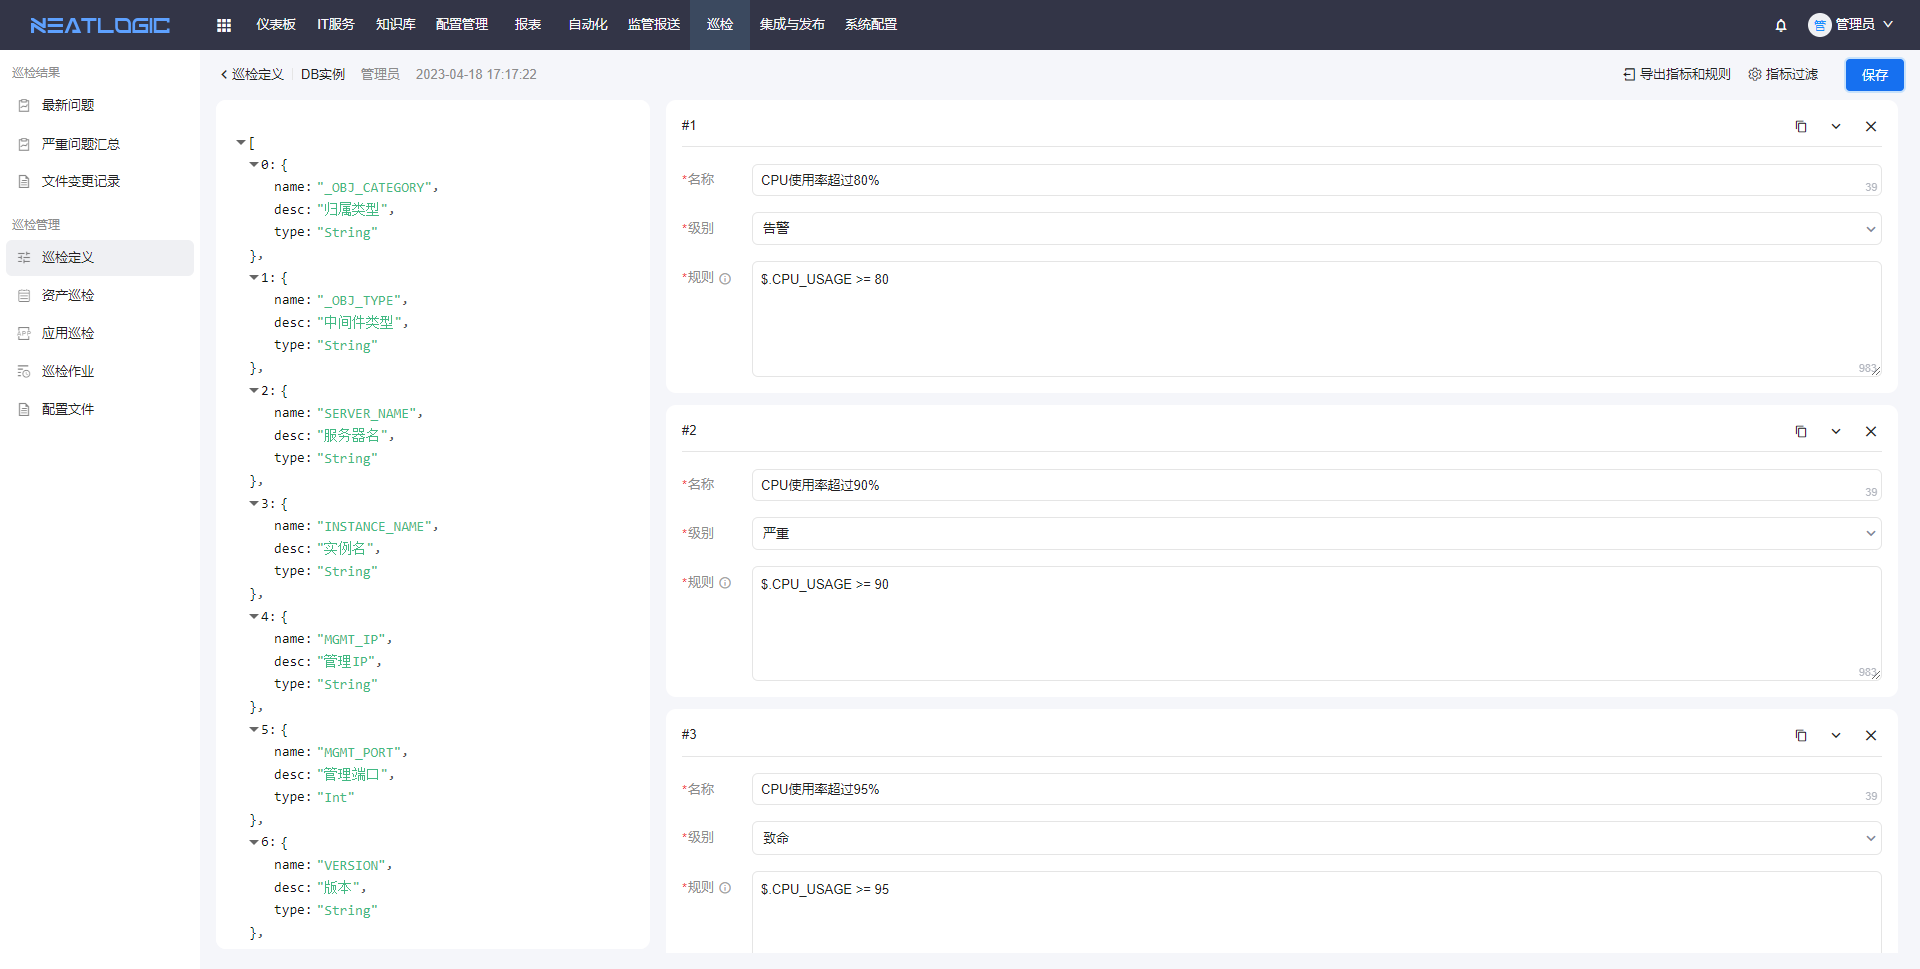 NEATLOGIC
仪表板 IT服务 知识库 配置管理 报表 自动化 监管报送 巡检 集成与发布 系统配置
管 管理员
巡检结果
最新问题
严重问题汇总
文件变更记录
巡检管理
巡检定义
资产巡检
应用巡检
巡检作业
配置文件
巡检定义 DB实例 管理员 2023-04-18 17:17:22
导出指标和规则 指标过滤 保存
[
0: {
name: "_OBJ_CATEGORY",
desc: "归属类型",
type: "String"
},
1: {
name: "_OBJ_TYPE",
desc: "中间件类型",
type: "String"
},
2: {
name: "SERVER_NAME",
desc: "服务器名",
type: "String"
},
3: {
name: "INSTANCE_NAME",
desc: "实例名",
type: "String"
},
4: {
name: "MGMT_IP",
desc: "管理IP",
type: "String"
},
5: {
name: "MGMT_PORT",
desc: "管理端口",
type: "Int"
},
6: {
name: "VERSION",
desc: "版本",
type: "String"
},
#1
*名称 CPU使用率超过80% 39
*级别 告警
*规则 $.CPU_USAGE >= 80
983
#2
*名称 CPU使用率超过90% 39
*级别 严重
*规则 $.CPU_USAGE >= 90
983
#3
*名称 CPU使用率超过95% 39
*级别 致命
*规则 $.CPU_USAGE >= 95